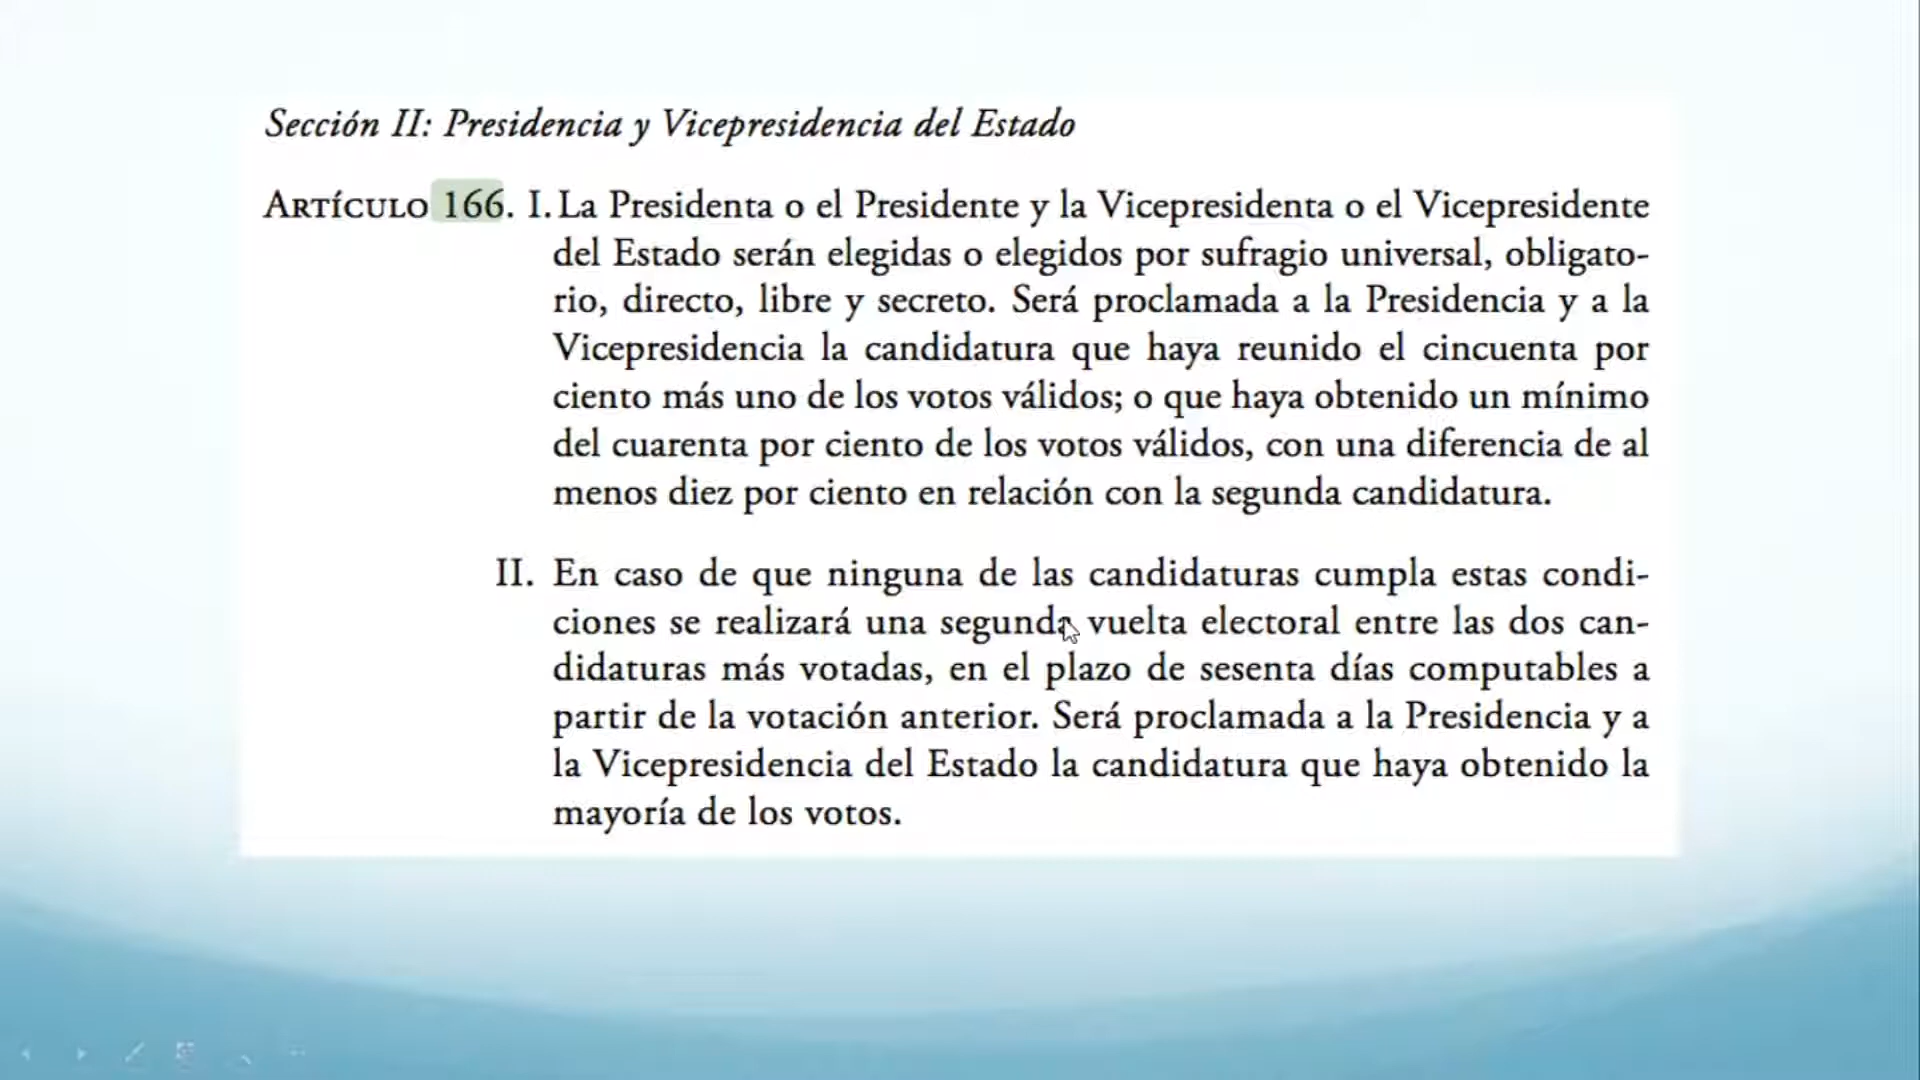 Sección II: Presidencia y Vicepresidencia del Estado
ARTÍCULO 166. I. La Presidenta o el Presidente y la Vicepresidenta o el Vicepresidente
del Estado serán elegidas o elegidos por sufragio universal, obligato-
rio, directo, libre y secreto. Será proclamada a la Presidencia y a la
Vicepresidencia la candidatura que haya reunido el cincuenta por
ciento más uno de los votos válidos; o que haya obtenido un mínimo
del cuarenta por ciento de los votos válidos, con una diferencia de al
menos diez por ciento en relación con la segunda candidatura.
II. En caso de que ninguna de las candidaturas cumpla estas condi-
ciones se realizará una segunda vuelta electoral entre las dos can-
didaturas más votadas, en el plazo de sesenta días computables a
partir de la votación anterior. Será proclamada a la Presidencia y a
la Vicepresidencia del Estado la candidatura que haya obtenido la
mayoría de los votos.